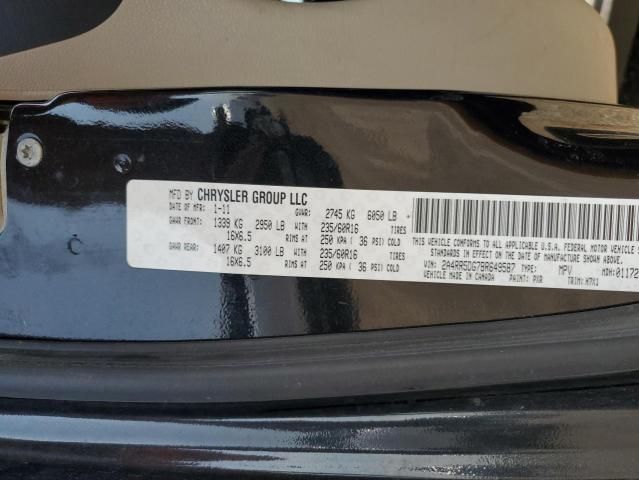 MFD BY CHRYSLER GROUP LLC
DATE OF MFR: 1-11 GVWR: 2745 KG 6050 LB
GAWR FRONT: 1339 KG 2950 LB WITH 235/60R16 TIRES
16X6.5 RIMS AT 250 KPA ( 36 PSI) COLD
GAWR REAR: 1407 KG 3100 LB WITH 235/60R16 TIRES
16X6.5 RIMS AT 250 KPA ( 36 PSI) COLD
THIS VEHICLE CONFORMS TO ALL APPLICABLE U.S.A. FEDERAL MOTOR VEHICLE
STANDARDS IN EFFECT ON THE DATE OF MANUFACTURE SHOWN ABOVE.
VIN: 2A4RR5DG7BR649587 TYPE: MPV MDH: 01172
VEHICLE MADE IN CANADA PAINT: PXR TRIM: H7X1